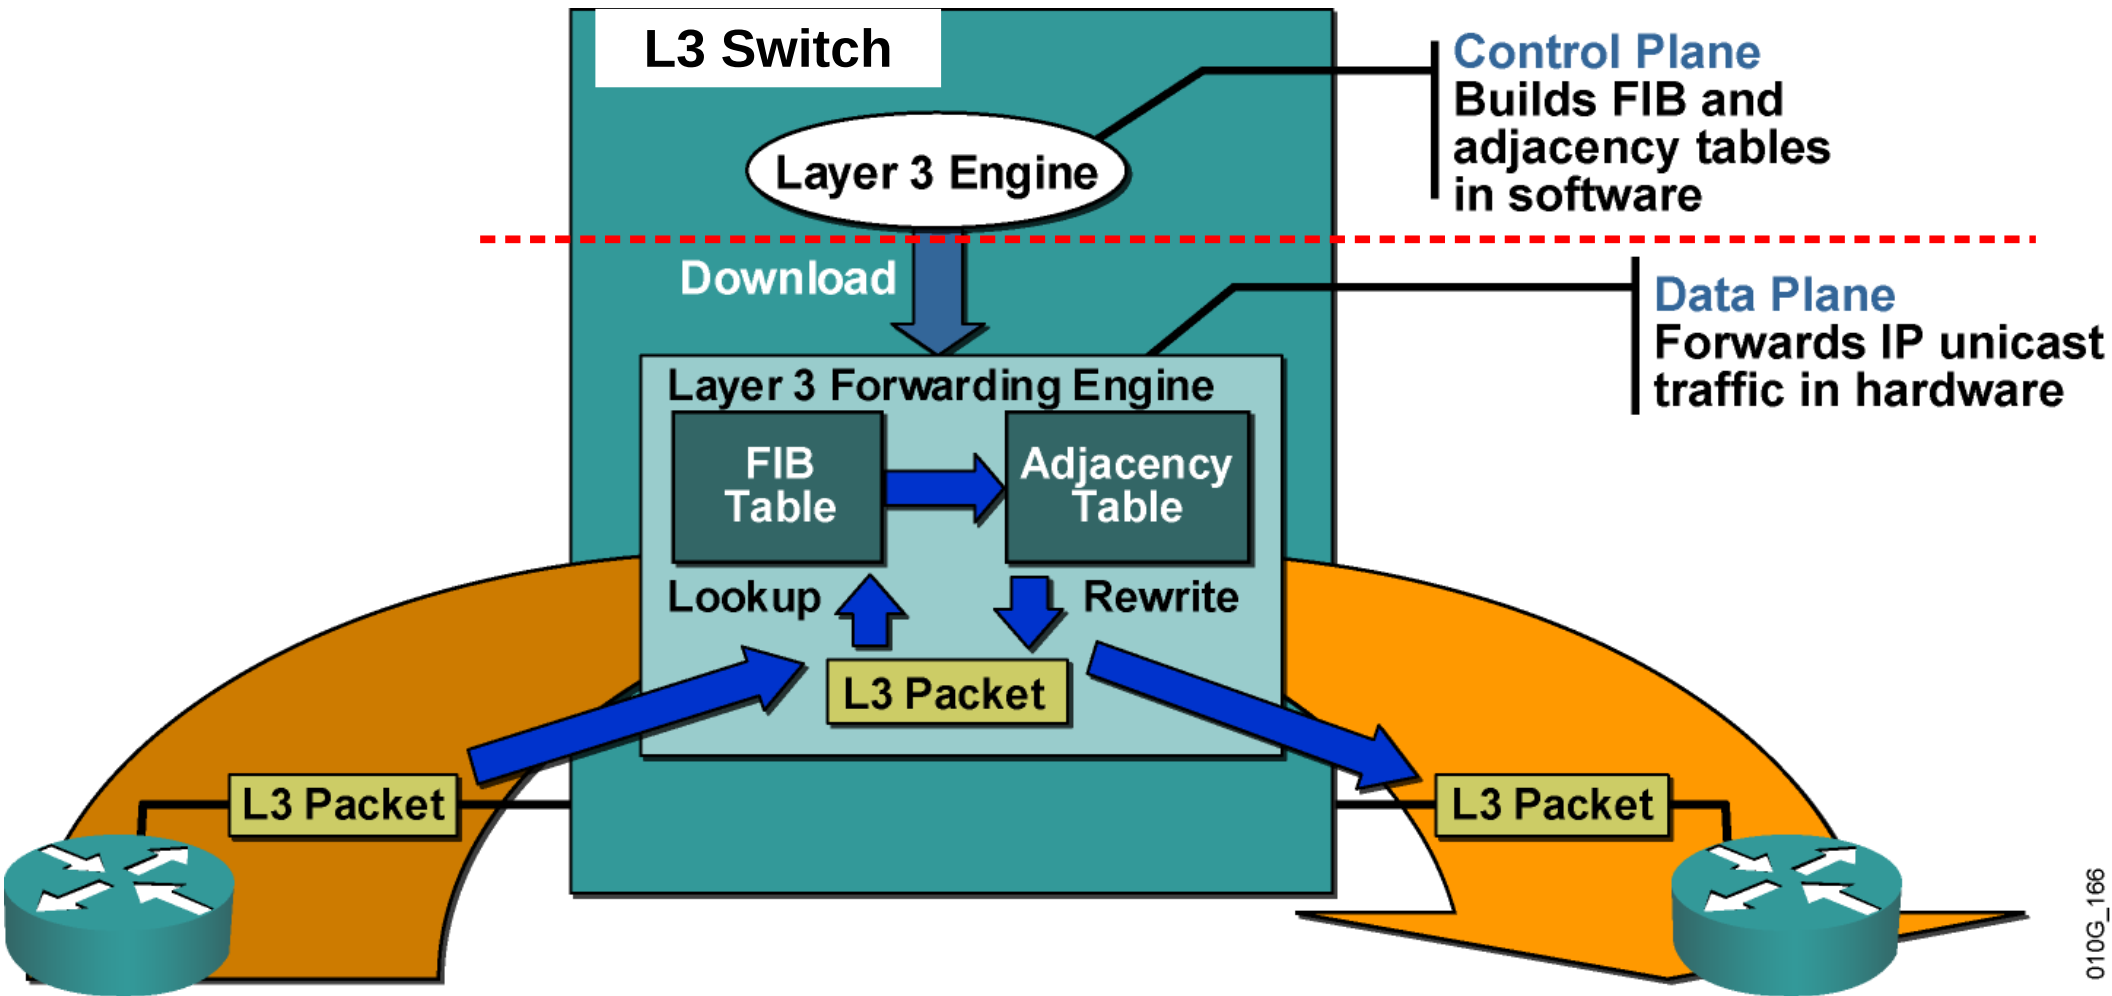 L3 Switch
Control Plane
Builds FIB and
adjacency tables
in software
Layer 3 Engine
Download
Data Plane
Forwards IP unicast
traffic in hardware
Layer 3 Forwarding Engine
FIB
Table
Adjacency
Table
Lookup
Rewrite
L3 Packet
L3 Packet
L3 Packet
010G_166